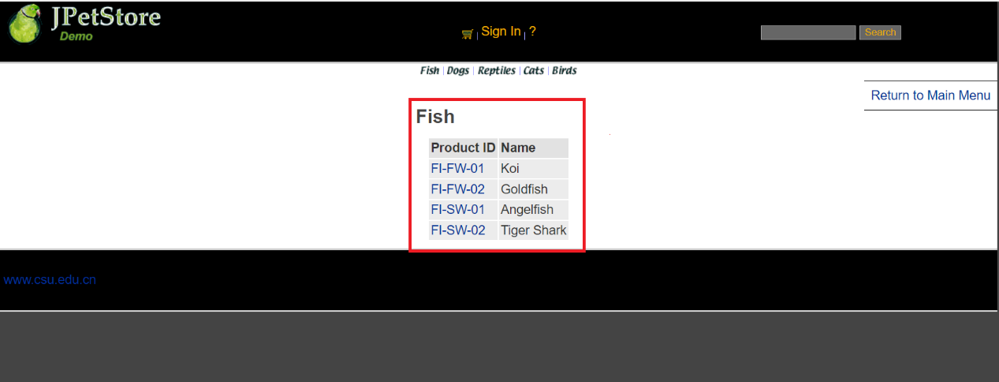 JPetStore
Demo
Sign In | ?
Search
Fish | Dogs | Reptiles | Cats | Birds
Return to Main Menu
Fish
Product ID Name
FI-FW-01 Koi
FI-FW-02 Goldfish
FI-SW-01 Angelfish
FI-SW-02 Tiger Shark
www.csu.edu.cn